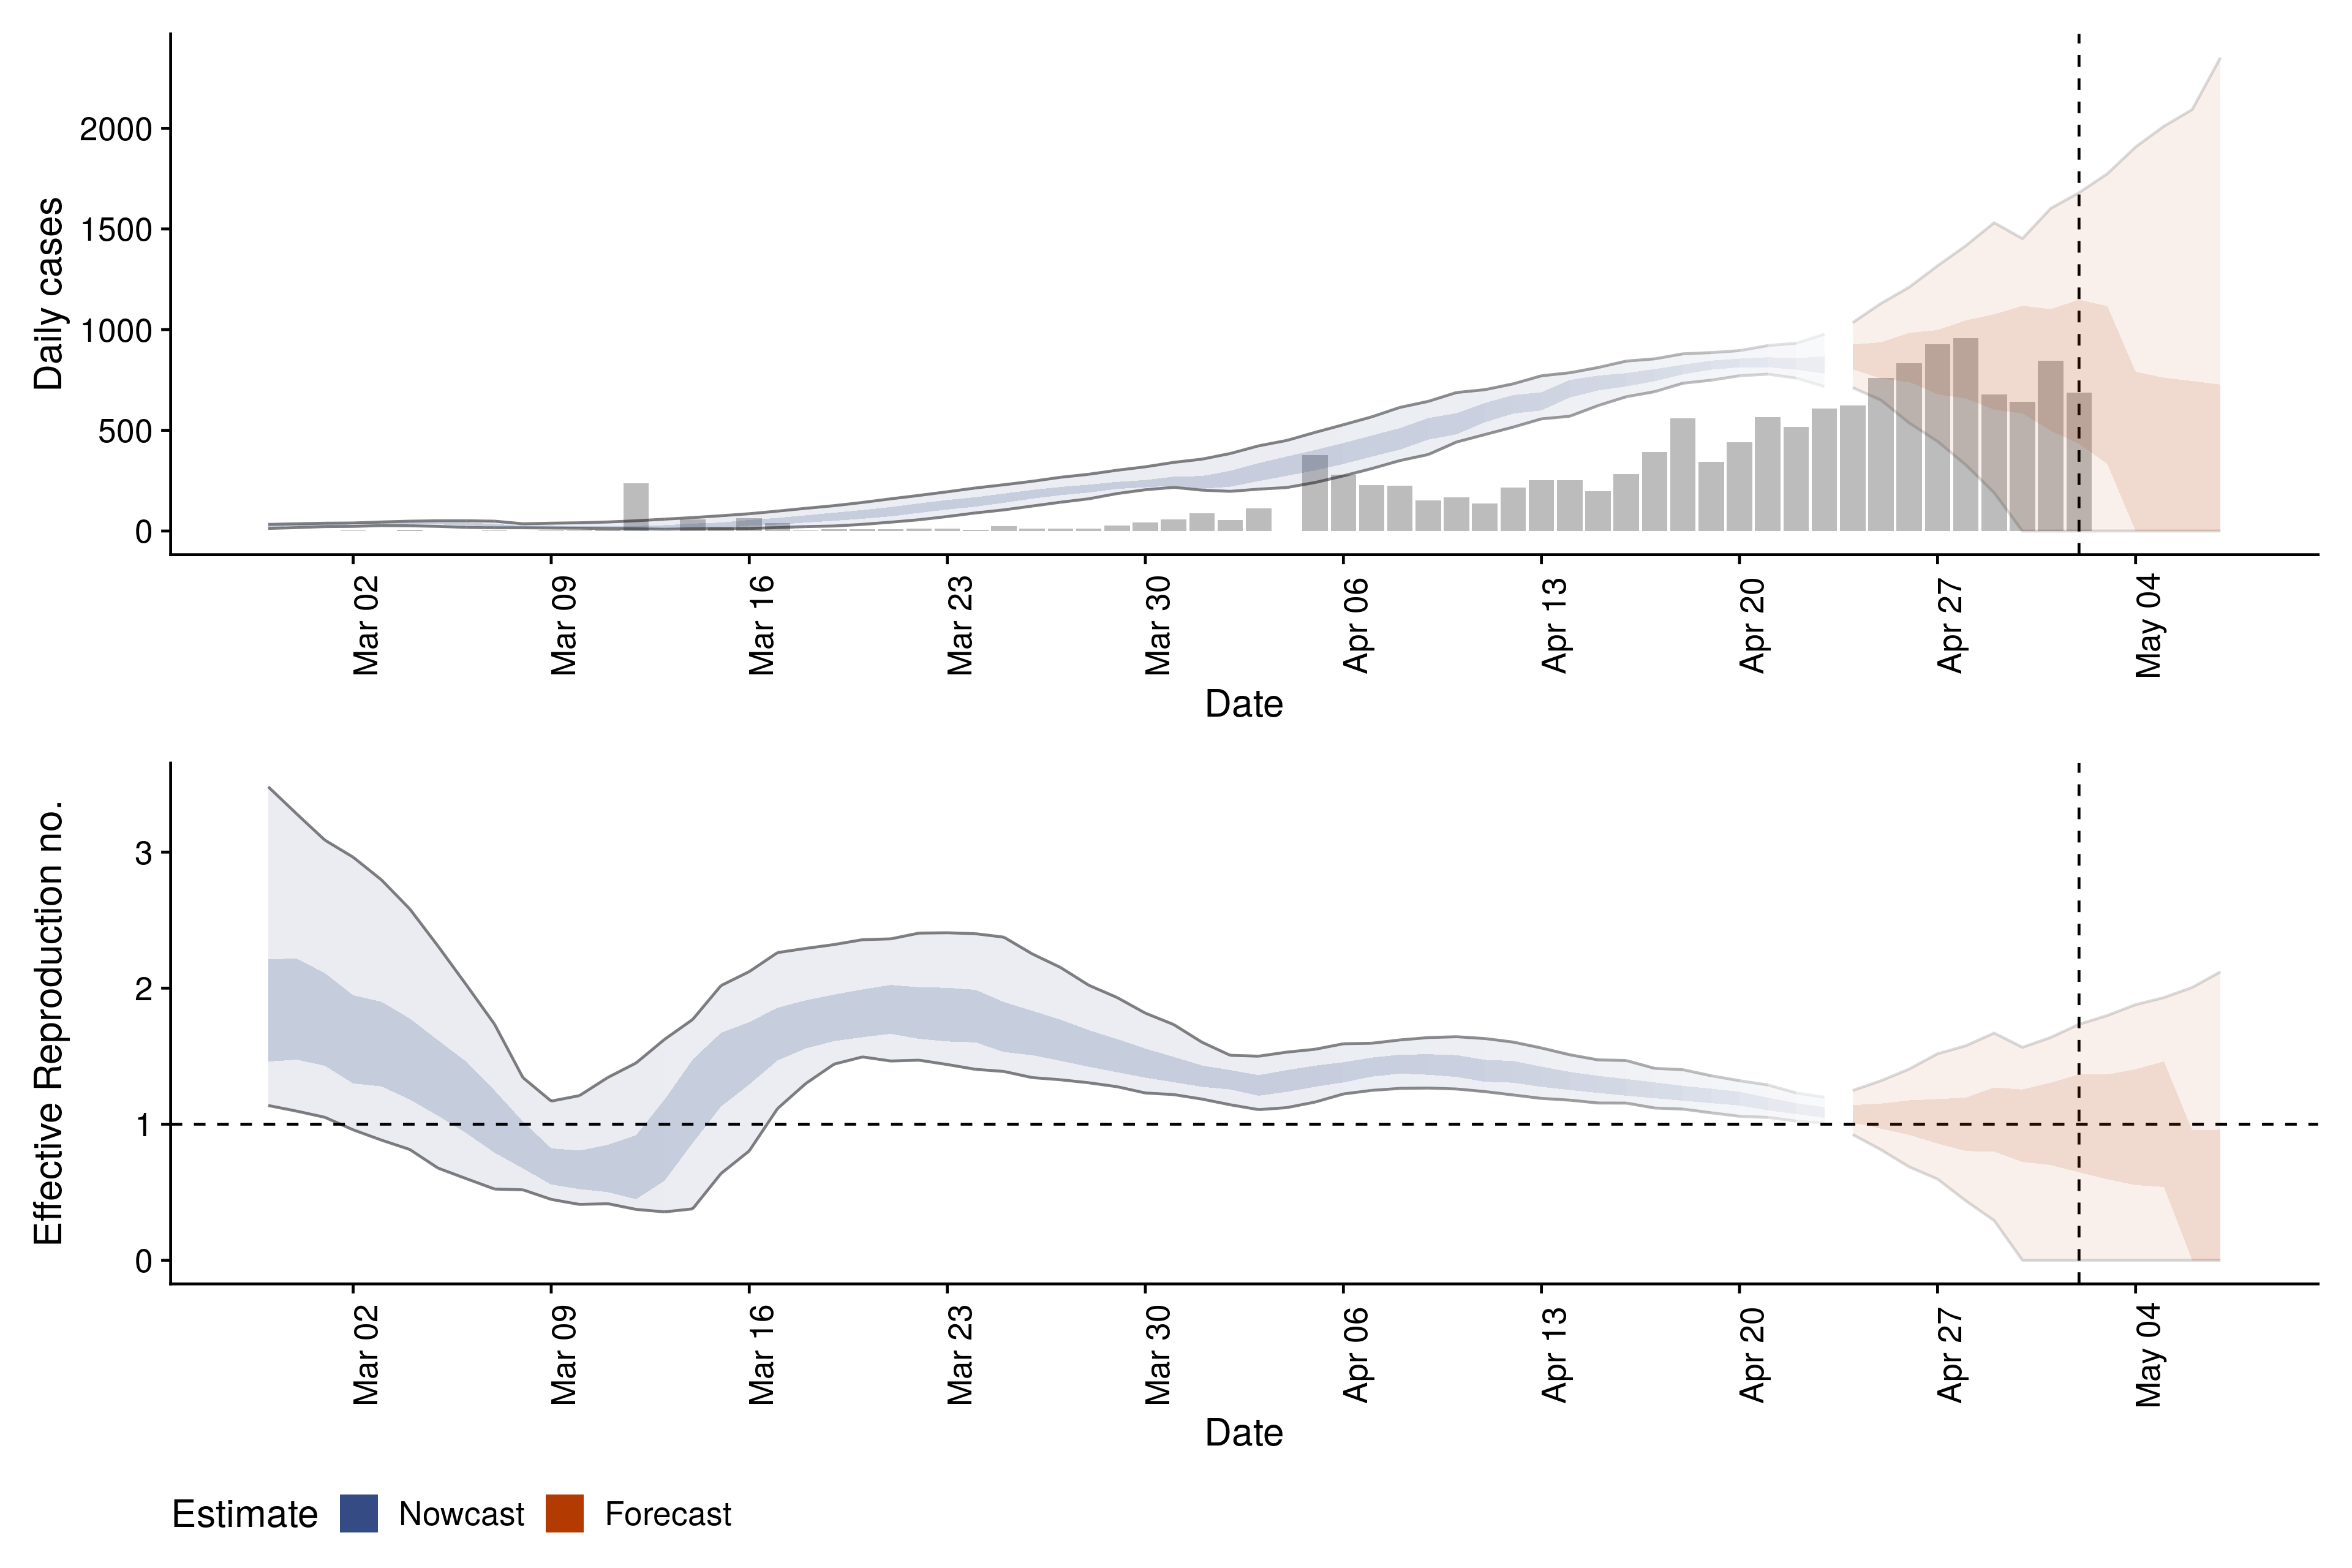 Daily cases
2000
1500
1000
500
0
Mar 02
Mar 09
Mar 16
Mar 23
Mar 30
Apr 06
Apr 13
Apr 20
Apr 27
May 04
Date
Effective Reproduction no.
3
2
1
0
Mar 02
Mar 09
Mar 16
Mar 23
Mar 30
Apr 06
Apr 13
Apr 20
Apr 27
May 04
Date
Estimate Nowcast Forecast